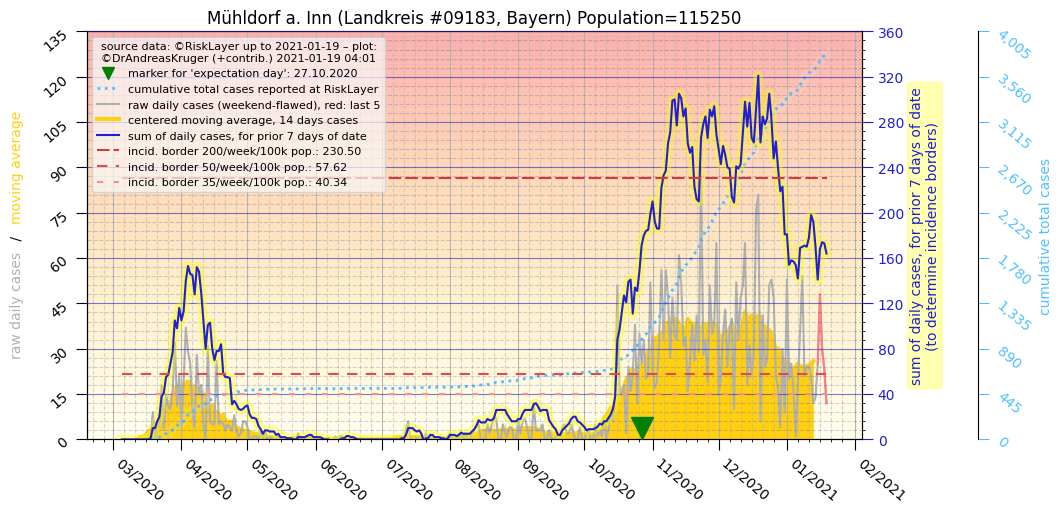 Mühldorf a. Inn (Landkreis #09183, Bayern) Population=115250
source data: ©RiskLayer up to 2021-01-19 – plot:
©DrAndreasKruger (+contrib.) 2021-01-19 04:01
marker for 'expectation day': 27.10.2020
cumulative total cases reported at RiskLayer
raw daily cases (weekend-flawed), red: last 5
centered moving average, 14 days cases
sum of daily cases, for prior 7 days of date
incid. border 200/week/100k pop.: 230.50
incid. border 50/week/100k pop.: 57.62
incid. border 35/week/100k pop.: 40.34
raw daily cases / moving average
135
120
105
90
75
60
45
30
15
0
03/2020
04/2020
05/2020
06/2020
07/2020
08/2020
09/2020
10/2020
11/2020
12/2020
01/2021
02/2021
360
320
280
240
200
160
120
80
40
0
sum of daily cases, for prior 7 days of date
(to determine incidence borders)
4,005
3,560
3,115
2,670
2,225
1,780
1,335
890
445
0
cumulative total cases